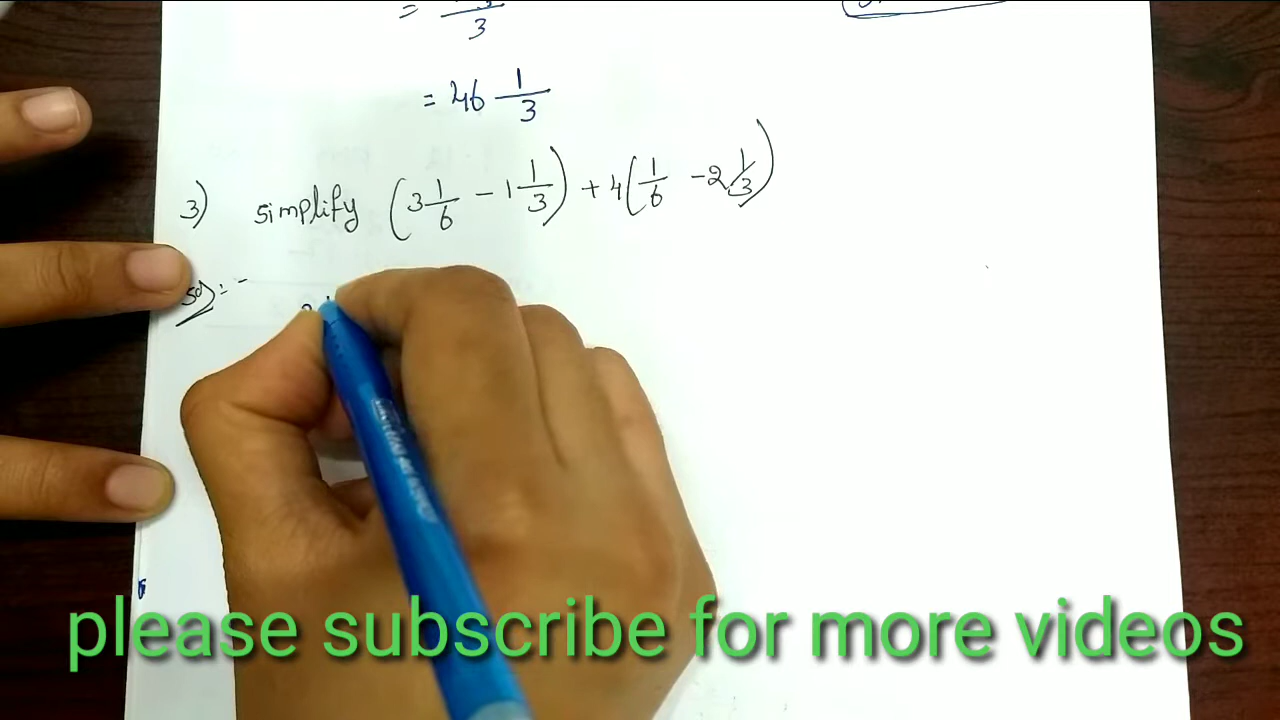 = 46 1/3
3) simplify (3 1/6 - 1 1/3) + 4(1/6 - 2 1/3)
Sol:-
please subscribe for more videos